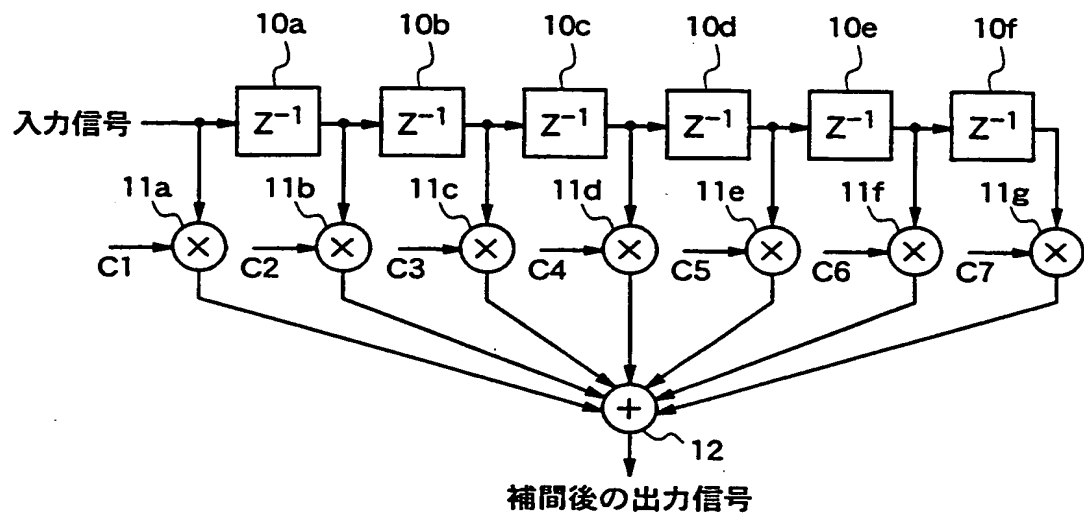 10a 10b 10c 10d 10e 10f
入力信号 Z⁻¹ Z⁻¹ Z⁻¹ Z⁻¹ Z⁻¹ Z⁻¹
11a 11b 11c 11d 11e 11f 11g
× × × × × × ×
C1 C2 C3 C4 C5 C6 C7
+
12
補間後の出力信号